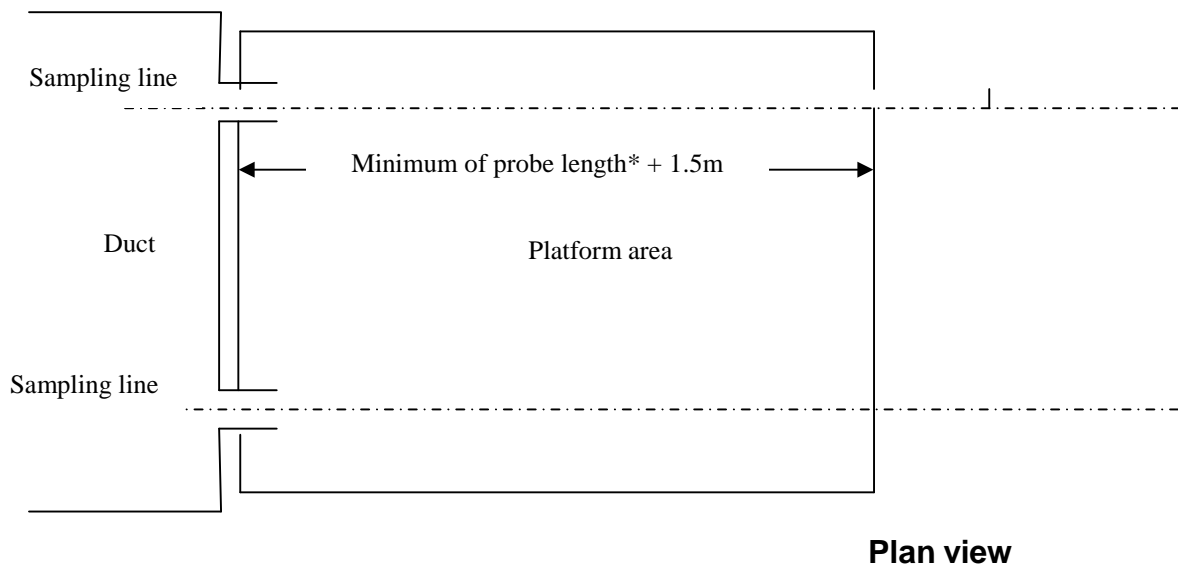 Sampling line
Minimum of probe length* + 1.5m
Duct
Platform area
Sampling line
Plan view